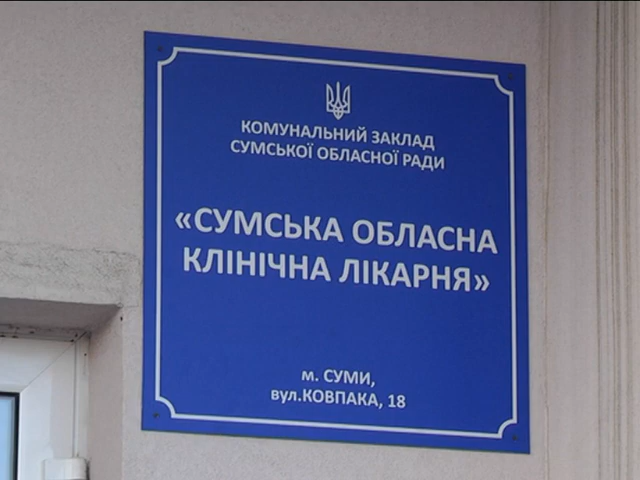 КОМУНАЛЬНИЙ ЗАКЛАД
СУМСЬКОЇ ОБЛАСНОЇ РАДИ
«СУМСЬКА ОБЛАСНА
КЛІНІЧНА ЛІКАРНЯ»
м. СУМИ,
вул.КОВПАКА, 18